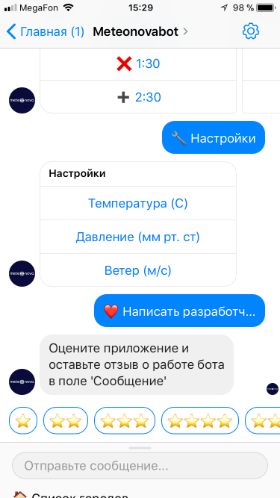 MegaFon 15:29 98 %
Главная (1) Meteonovabot
❌ 1:30
➕ 2:30
🔧 Настройки
Настройки
Температура (C)
Давление (мм рт. ст)
Ветер (м/с)
❤️ Написать разработч...
Оцените приложение и
оставьте отзыв о работе бота
в поле 'Сообщение'
Отправьте сообщение...
🏠 Список городов